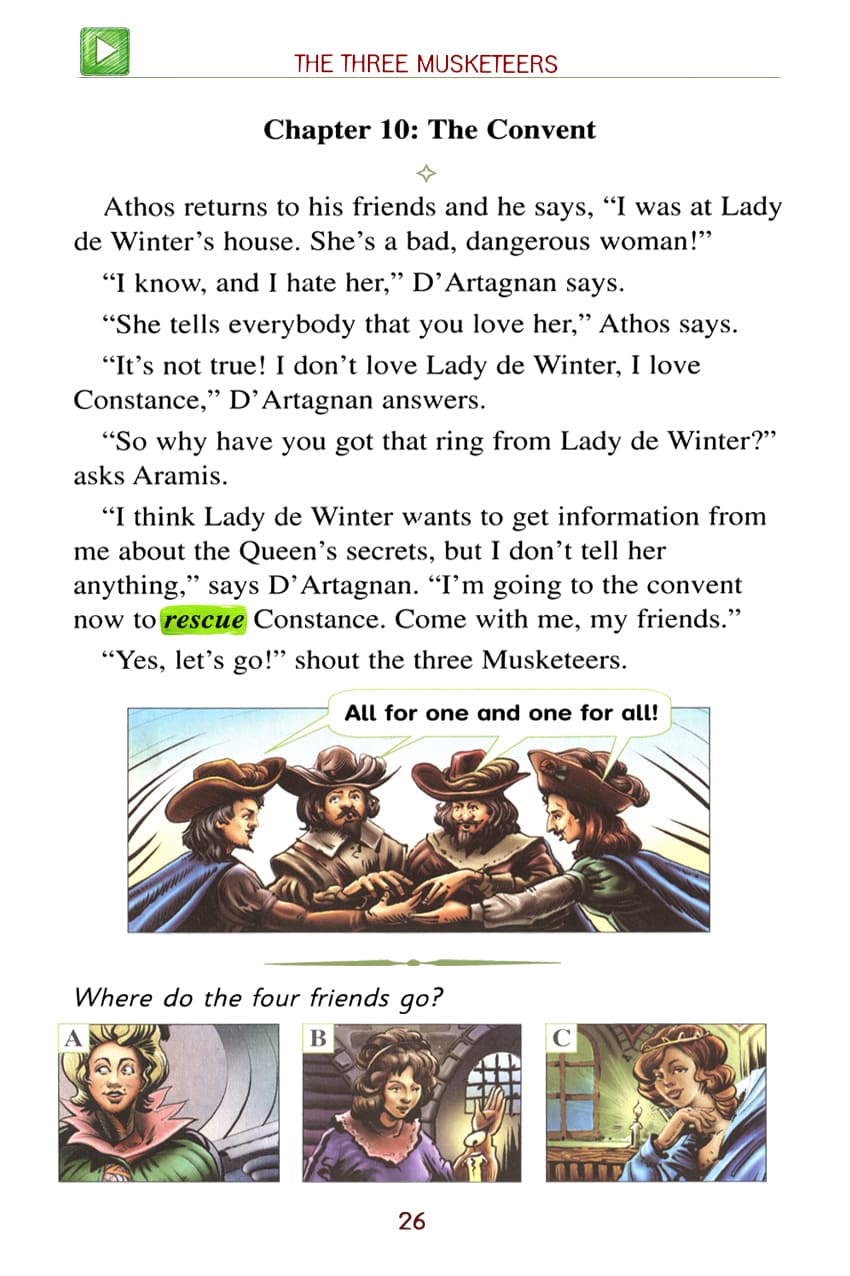 THE THREE MUSKETEERS
Chapter 10: The Convent
Athos returns to his friends and he says, “I was at Lady
de Winter’s house. She’s a bad, dangerous woman!”
“I know, and I hate her,” D’Artagnan says.
“She tells everybody that you love her,” Athos says.
“It’s not true! I don’t love Lady de Winter, I love
Constance,” D’Artagnan answers.
“So why have you got that ring from Lady de Winter?”
asks Aramis.
“I think Lady de Winter wants to get information from
me about the Queen’s secrets, but I don’t tell her
anything,” says D’Artagnan. “I’m going to the convent
now to rescue Constance. Come with me, my friends.”
“Yes, let’s go!” shout the three Musketeers.
All for one and one for all!
Where do the four friends go?
A
B
C
26